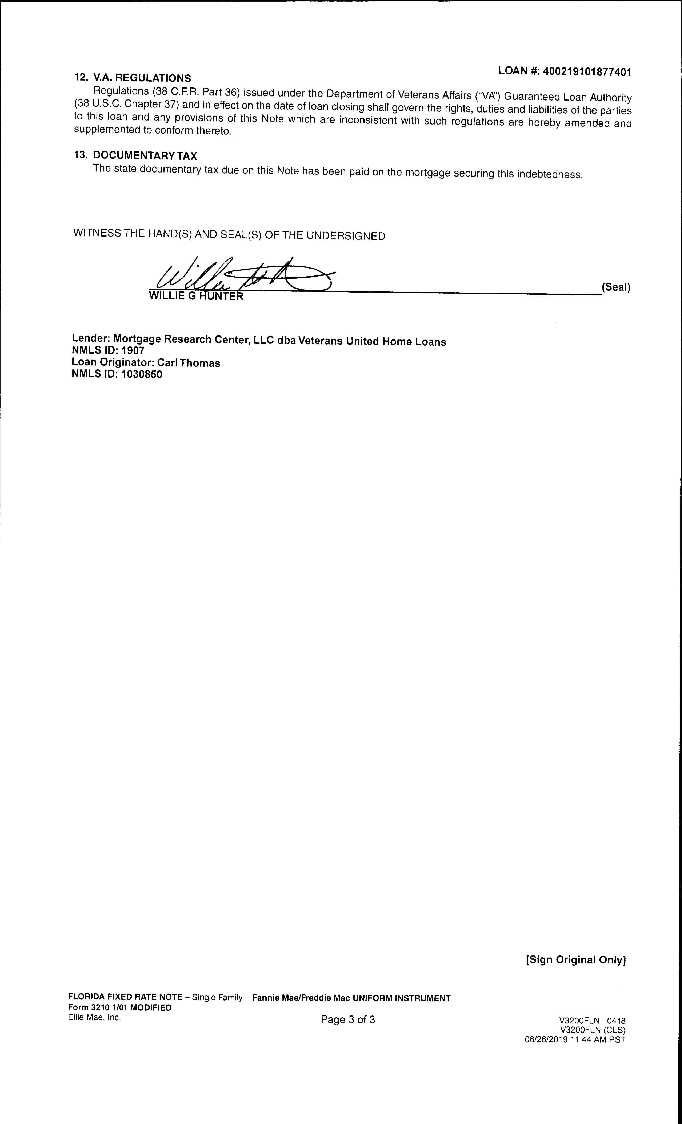 LOAN #: 400219101877401
12. V.A. REGULATIONS
Regulations (38 C.F.R. Part 36) issued under the Department of Veterans Affairs ("VA") Guaranteed Loan Authority
(38 U.S.C. Chapter 37) and in effect on the date of loan closing shall govern the rights, duties and liabilities of the parties
to this loan and any provisions of this Note which are inconsistent with such regulations are hereby amended and
supplemented to conform thereto.
13. DOCUMENTARY TAX
The state documentary tax due on this Note has been paid on the mortgage securing this indebtedness.
WITNESS THE HAND(S) AND SEAL(S) OF THE UNDERSIGNED
WILLIE G HUNTER (Seal)
Lender: Mortgage Research Center, LLC dba Veterans United Home Loans
NMLS ID: 1907
Loan Originator: Carl Thomas
NMLS ID: 1030860
[Sign Original Only]
FLORIDA FIXED RATE NOTE – Single Family Fannie Mae/Freddie Mac UNIFORM INSTRUMENT
Form 3210 1/01 MODIFIED
Ellie Mae, Inc.
Page 3 of 3
V3200FLN 0418
V3200FLN (CLS)
06/26/2019 11:44 AM PST